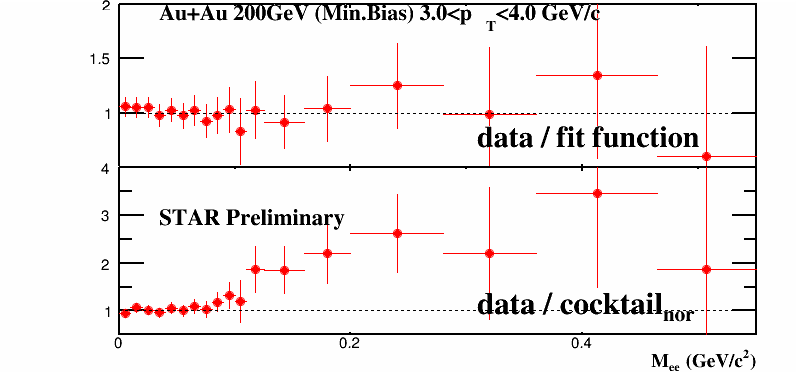 2
Au+Au 200GeV (Min.Bias) 3.0<p_T<4.0 GeV/c
1.5
1
data / fit function
4
3
STAR Preliminary
2
data / cocktail_nor
1
0 0.2 0.4
M_ee (GeV/c²)